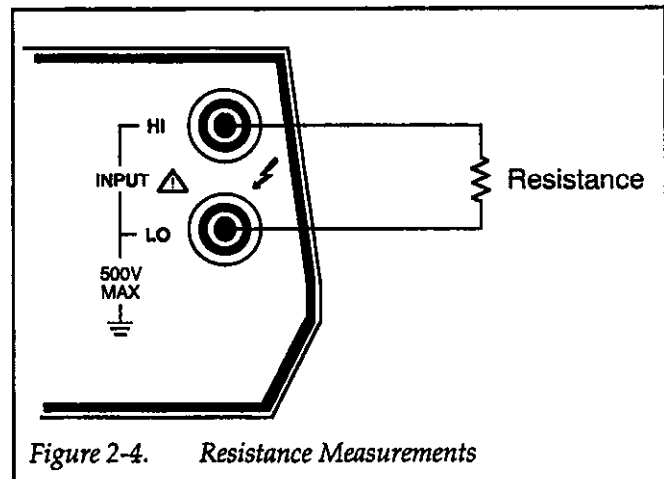 HI
INPUT
LO
500V
MAX
Resistance
Figure 2-4. Resistance Measurements